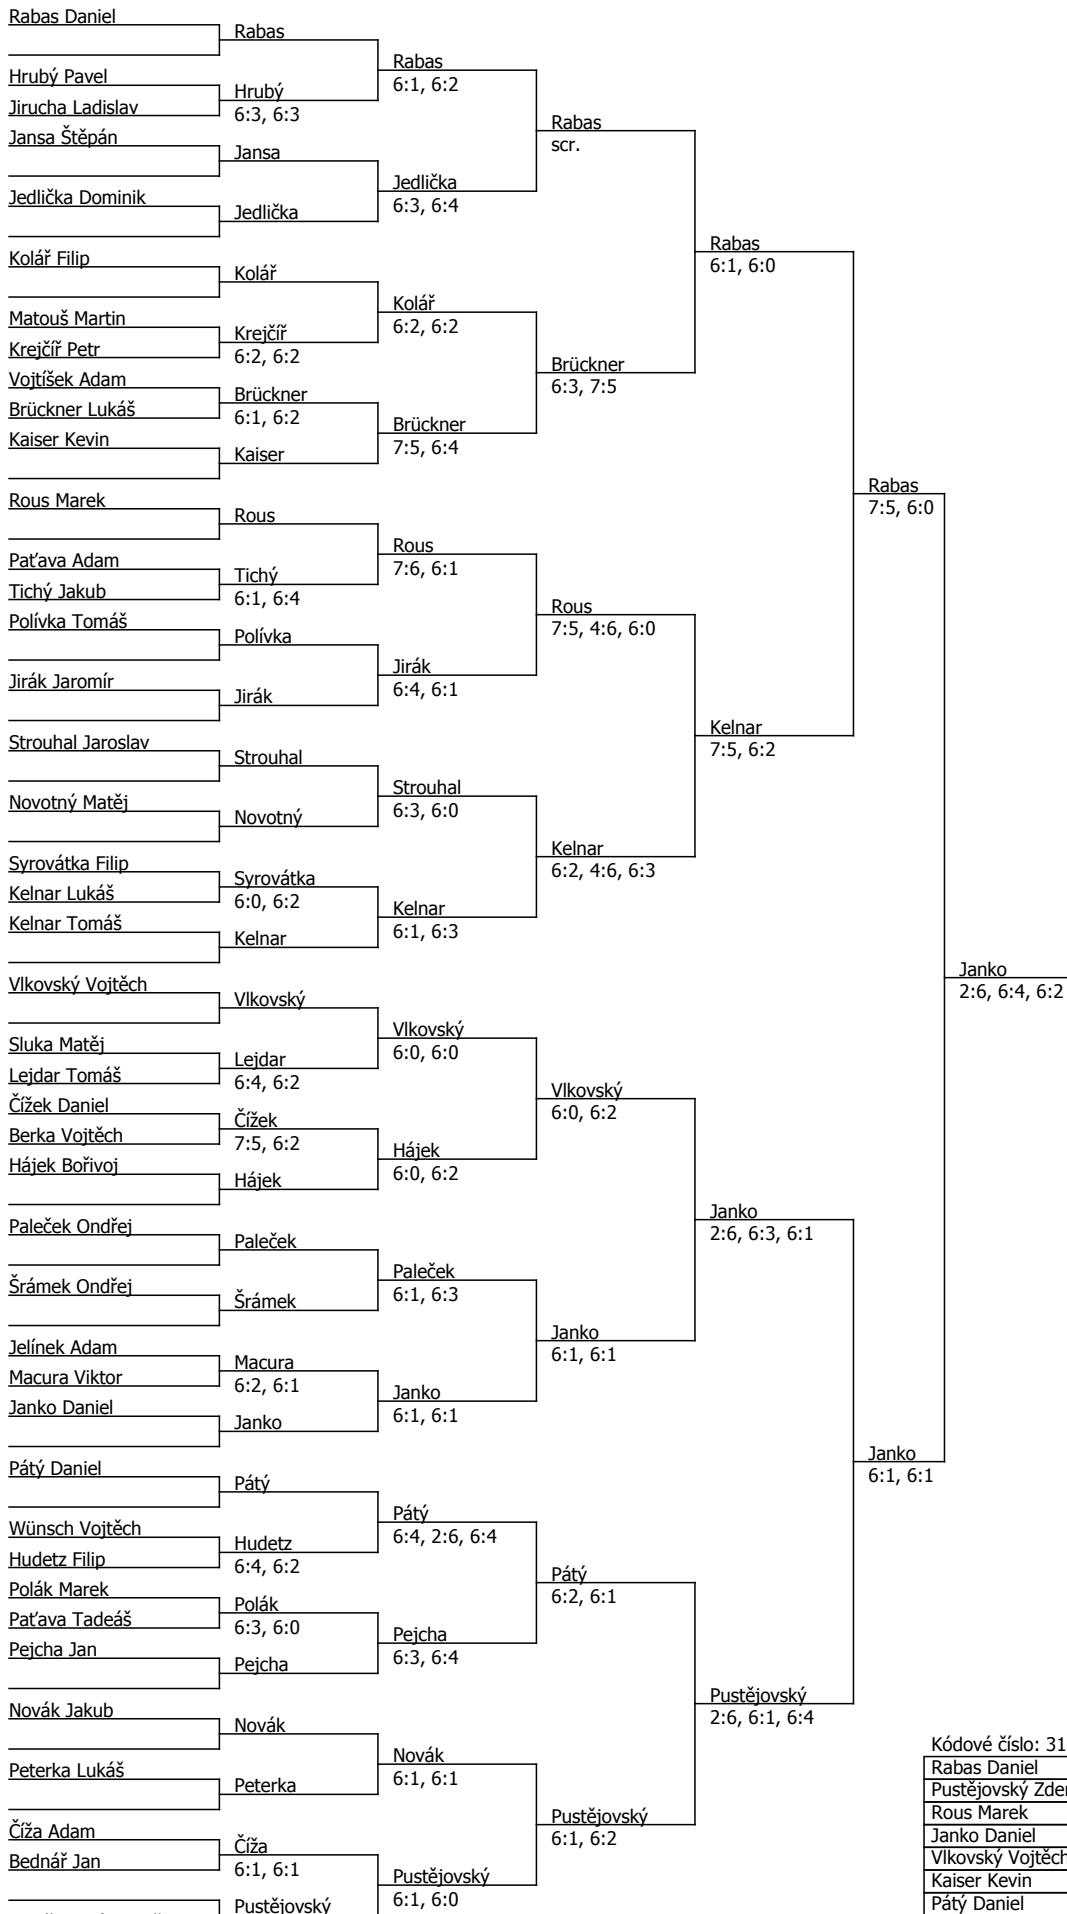 Rabas Daniel
Rabas
Hrubý Pavel
Jirucha Ladislav
Hrubý
6:3, 6:3
Rabas
6:1, 6:2
Jansa Štěpán
Jansa
Jedlička Dominik
Jedlička
Jedlička
6:3, 6:4
Rabas
scr.
Kolář Filip
Kolář
Matouš Martin
Krejčíř Petr
Krejčíř
6:2, 6:2
Kolář
6:2, 6:2
Vojtíšek Adam
Brückner Lukáš
Brückner
6:1, 6:2
Kaiser Kevin
Kaiser
Brückner
7:5, 6:4
Brückner
6:3, 7:5
Rabas
6:1, 6:0
Rous Marek
Rous
Paťava Adam
Tichý Jakub
Tichý
6:1, 6:4
Rous
7:6, 6:1
Polívka Tomáš
Polívka
Jirák Jaromír
Jirák
Jirák
6:4, 6:1
Rous
7:5, 4:6, 6:0
Strouhal Jaroslav
Strouhal
Novotný Matěj
Novotný
Strouhal
6:3, 6:0
Syrovátka Filip
Kelnar Lukáš
Syrovátka
6:0, 6:2
Kelnar Tomáš
Kelnar
Kelnar
6:1, 6:3
Kelnar
6:2, 4:6, 6:3
Kelnar
7:5, 6:2
Rabas
7:5, 6:0
Vlkovský Vojtěch
Vlkovský
Sluka Matěj
Lejdar Tomáš
Lejdar
6:4, 6:2
Vlkovský
6:0, 6:0
Čížek Daniel
Berka Vojtěch
Čížek
7:5, 6:2
Hájek Bořivoj
Hájek
Hájek
6:0, 6:2
Vlkovský
6:0, 6:2
Paleček Ondřej
Paleček
Šrámek Ondřej
Šrámek
Paleček
6:1, 6:3
Jelínek Adam
Macura Viktor
Macura
6:2, 6:1
Janko Daniel
Janko
Janko
6:1, 6:1
Janko
6:1, 6:1
Janko
2:6, 6:3, 6:1
Pátý Daniel
Pátý
Wünsch Vojtěch
Hudetz Filip
Hudetz
6:4, 6:2
Pátý
6:4, 2:6, 6:4
Polák Marek
Paťava Tadeáš
Polák
6:3, 6:0
Pejcha Jan
Pejcha
Pejcha
6:3, 6:4
Pátý
6:2, 6:1
Novák Jakub
Novák
Peterka Lukáš
Peterka
Novák
6:1, 6:1
Číža Adam
Bednář Jan
Číža
6:1, 6:1
Pustějovský
Pustějovský
6:1, 6:0
Pustějovský
6:1, 6:2
Pustějovský
2:6, 6:1, 6:4
Janko
6:1, 6:1
Janko
2:6, 6:4, 6:2
Kódové číslo: 31
Rabas Daniel
Pustějovský Zde
Rous Marek
Janko Daniel
Vlkovský Vojtěch
Kaiser Kevin
Pátý Daniel